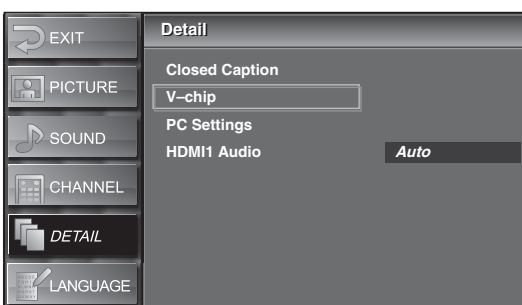 EXIT
PICTURE
SOUND
CHANNEL
DETAIL
LANGUAGE
Detail
Closed Caption
V–chip
PC Settings
HDMI1 Audio Auto